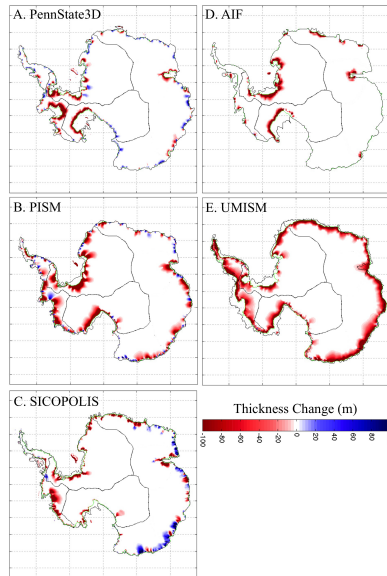 A. PennState3D
D. AIF
B. PISM
E. UMISM
C. SICOPOLIS
Thickness Change (m)
-100 -80 -60 -40 -20 0 20 40 60 80